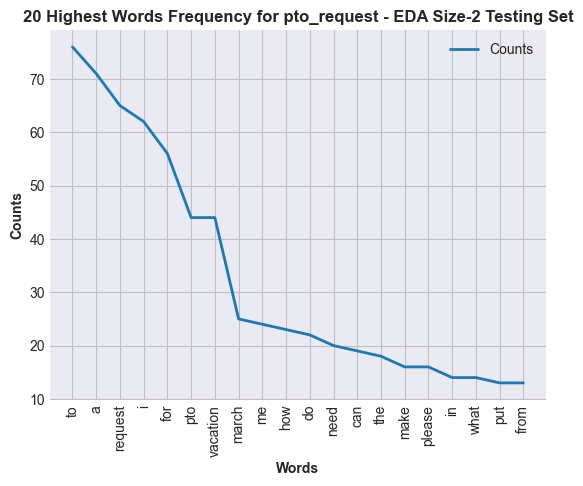 20 Highest Words Frequency for pto_request - EDA Size-2 Testing Set
Counts
Counts
70
60
50
40
30
20
10
to
a
request
i
for
pto
vacation
march
me
how
do
need
can
the
make
please
in
what
put
from
Words